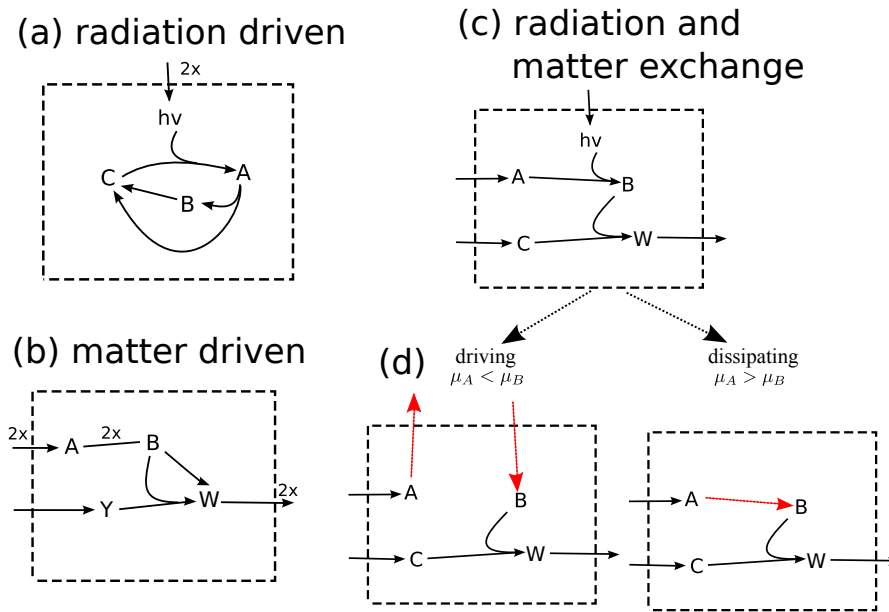 (a) radiation driven
2x
hv
C
A
B
(b) matter driven
2x
A
2x
B
Y
W
2x
(c) radiation and
matter exchange
hv
A
B
C
W
(d)
driving
μ_A < μ_B
A
B
C
W
dissipating
μ_A > μ_B
A
B
C
W